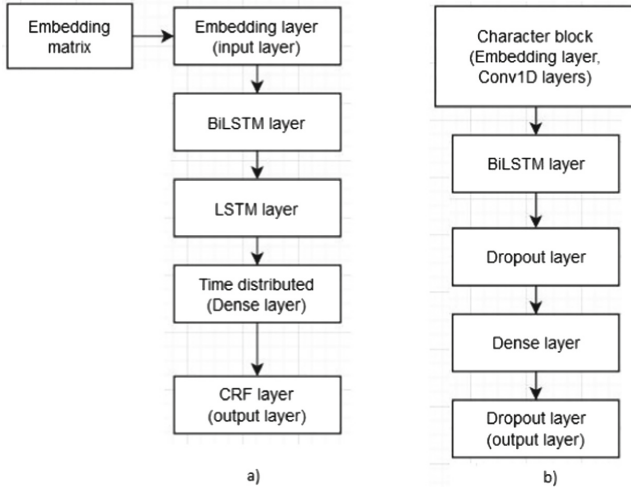 Embedding
matrix
Embedding layer
(input layer)
BiLSTM layer
LSTM layer
Time distributed
(Dense layer)
CRF layer
(output layer)
a)
Character block
(Embedding layer,
Conv1D layers)
BiLSTM layer
Dropout layer
Dense layer
Dropout layer
(output layer)
b)